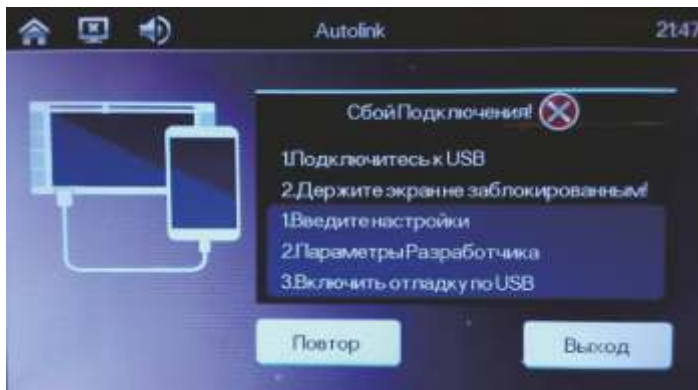 Autolink
21:47
Сбой Подключения!
1.Подключитесь к USB
2.Держите экран не заблокированным!
1.Введите настройки
2.Параметры Разработчика
3.Включить отладку по USB
Повтор
Выход